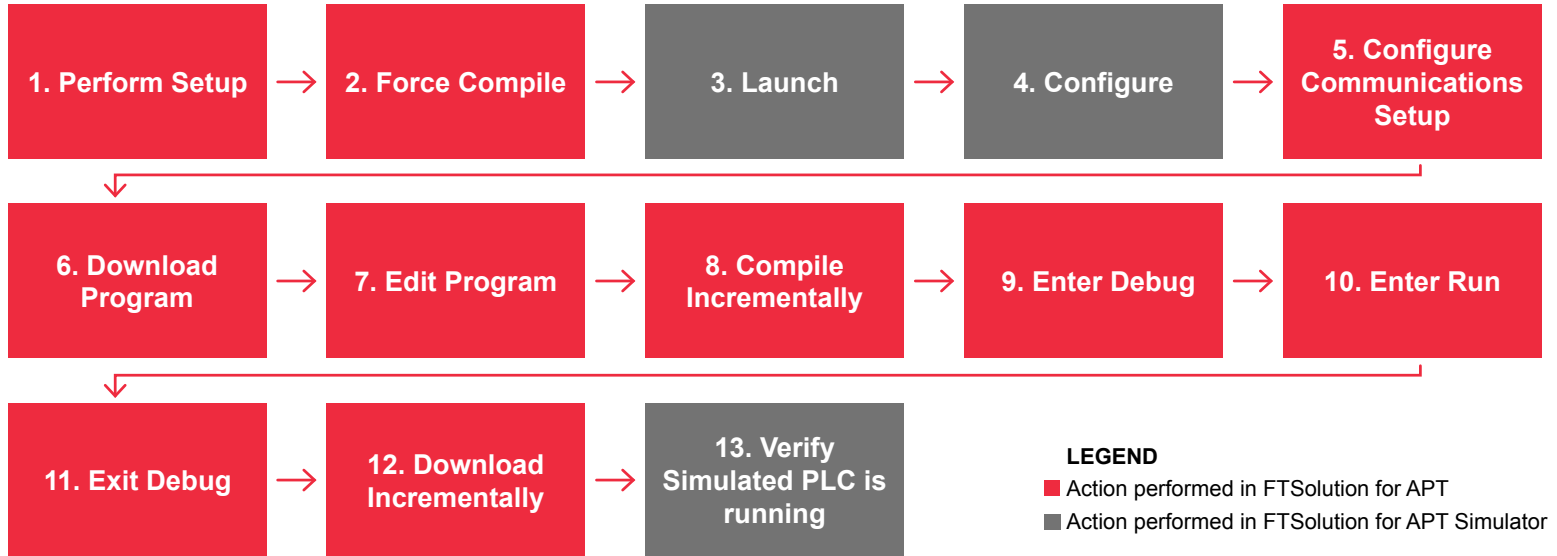 1. Perform Setup
2. Force Compile
3. Launch
4. Configure
5. Configure
Communications
Setup
6. Download
Program
7. Edit Program
8. Compile
Incrementally
9. Enter Debug
10. Enter Run
11. Exit Debug
12. Download
Incrementally
13. Verify
Simulated PLC is
running
LEGEND
Action performed in FTSolution for APT
Action performed in FTSolution for APT Simulator